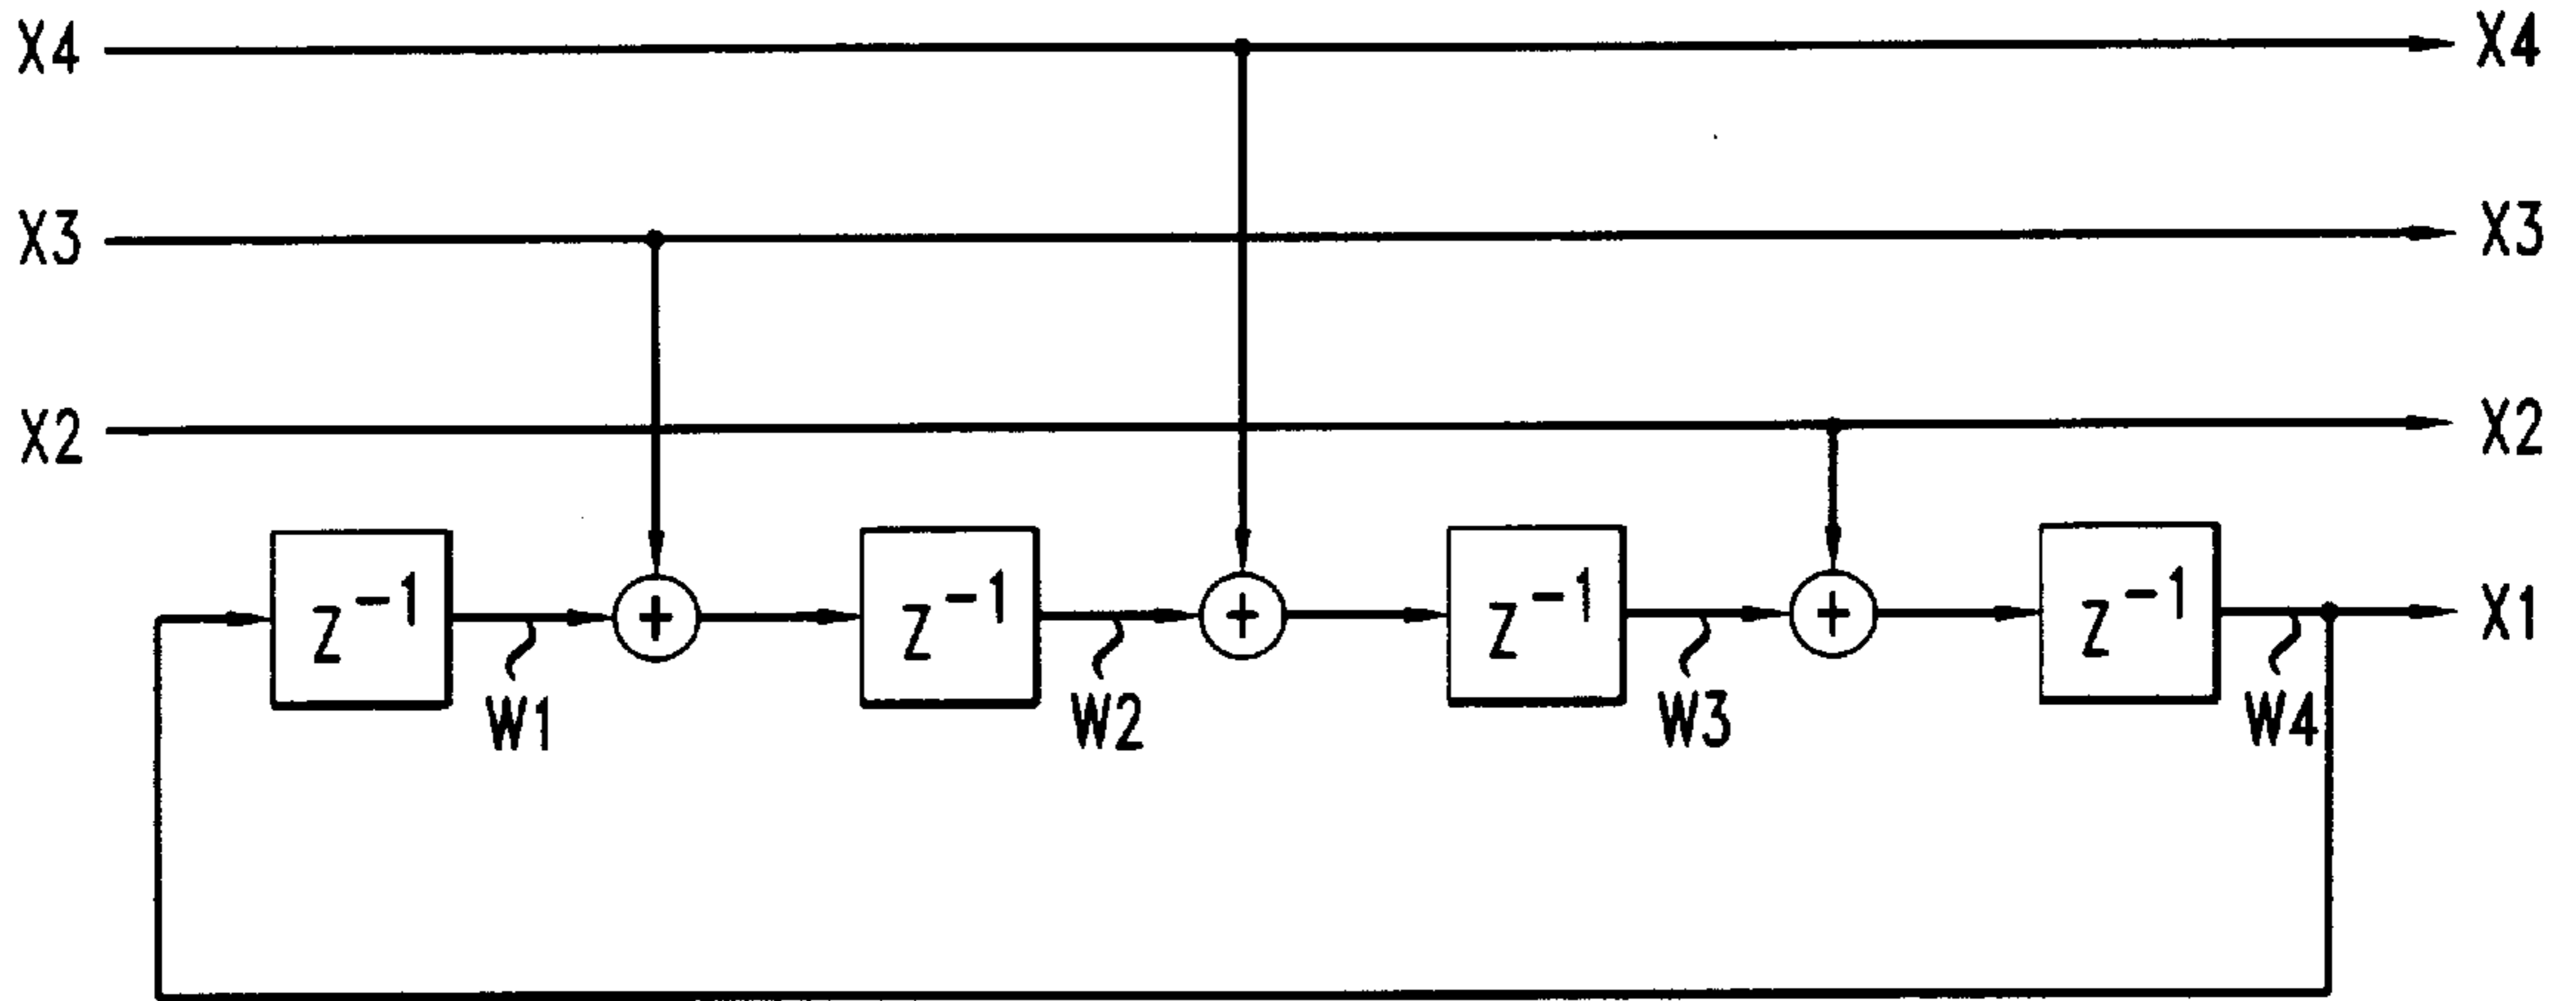 X4 X4
X3 X3
X2 X2
z⁻¹ + z⁻¹ + z⁻¹ + z⁻¹ X1
W1 W2 W3 W4